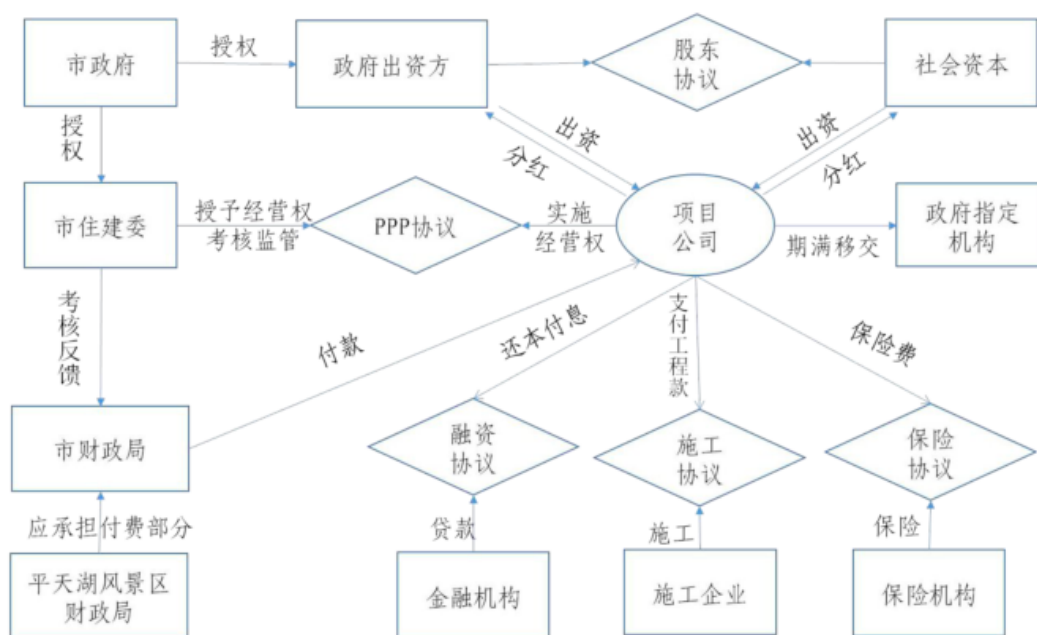 市政府
授权
政府出资方
股东
协议
社会资本
授权
出资
分红
出资
分红
市住建委
授予经营权
考核监管
PPP协议
实施
经营权
项目
公司
期满移交
政府指定
机构
考核反馈
付款
还本付息
支付工程款
保险费
市财政局
融资
协议
施工
协议
保险
协议
应承担付费部分
贷款
施工
保险
平天湖风景区
财政局
金融机构
施工企业
保险机构